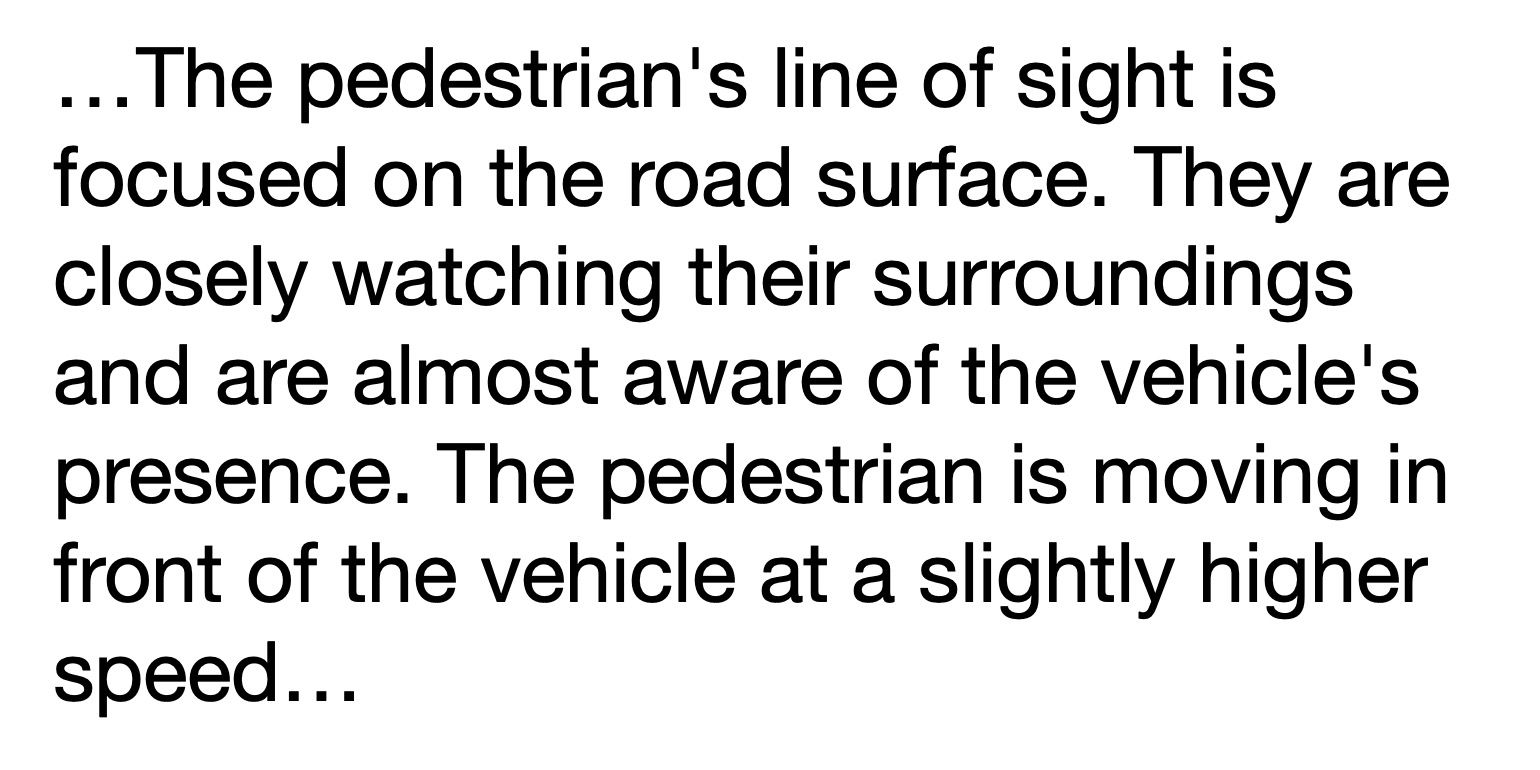 …The pedestrian's line of sight is
focused on the road surface. They are
closely watching their surroundings
and are almost aware of the vehicle's
presence. The pedestrian is moving in
front of the vehicle at a slightly higher
speed…